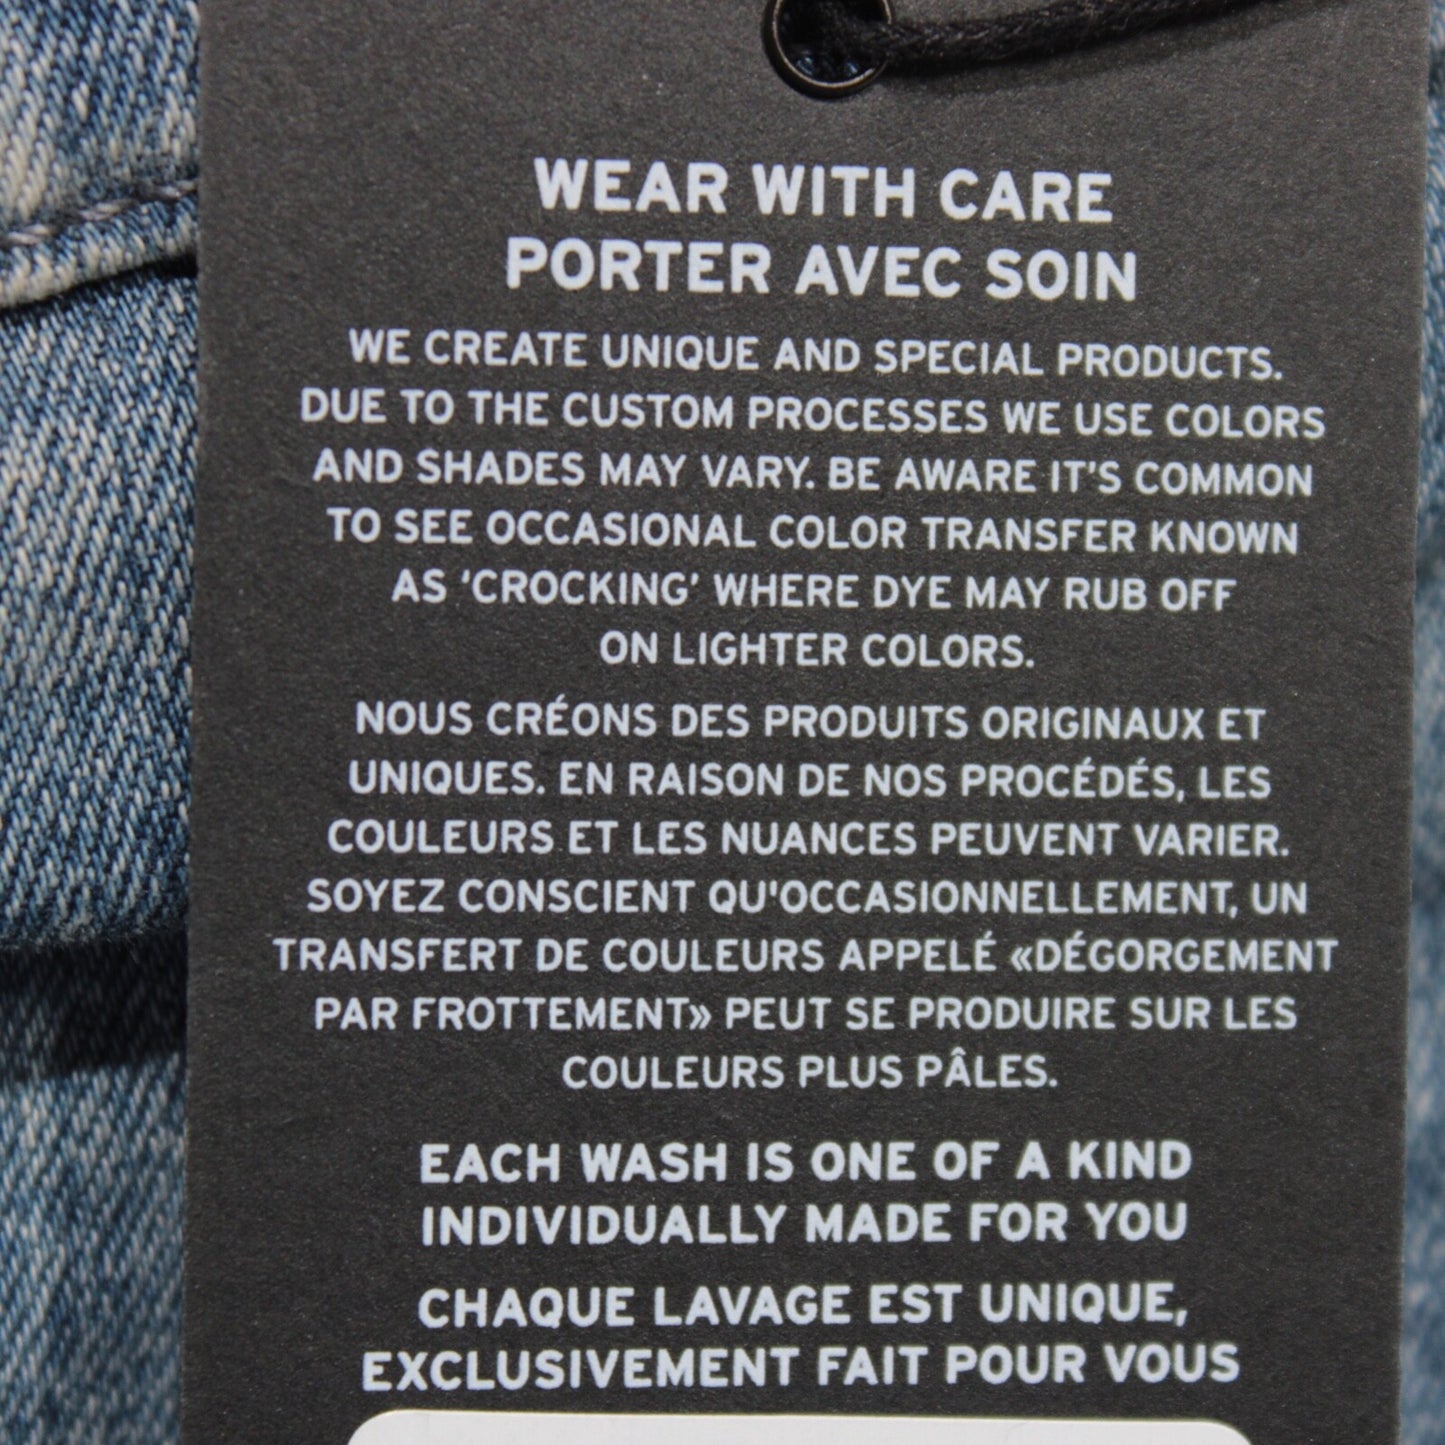 WEAR WITH CARE
PORTER AVEC SOIN
WE CREATE UNIQUE AND SPECIAL PRODUCTS.
DUE TO THE CUSTOM PROCESSES WE USE COLORS
AND SHADES MAY VARY. BE AWARE IT'S COMMON
TO SEE OCCASIONAL COLOR TRANSFER KNOWN
AS 'CROCKING' WHERE DYE MAY RUB OFF
ON LIGHTER COLORS.
NOUS CRÉONS DES PRODUITS ORIGINAUX ET
UNIQUES. EN RAISON DE NOS PROCÉDÉS, LES
COULEURS ET LES NUANCES PEUVENT VARIER.
SOYEZ CONSCIENT QU'OCCASIONNELLEMENT, UN
TRANSFERT DE COULEURS APPELÉ «DÉGORGEMENT
PAR FROTTEMENT» PEUT SE PRODUIRE SUR LES
COULEURS PLUS PÂLES.
EACH WASH IS ONE OF A KIND
INDIVIDUALLY MADE FOR YOU
CHAQUE LAVAGE EST UNIQUE,
EXCLUSIVEMENT FAIT POUR VOUS